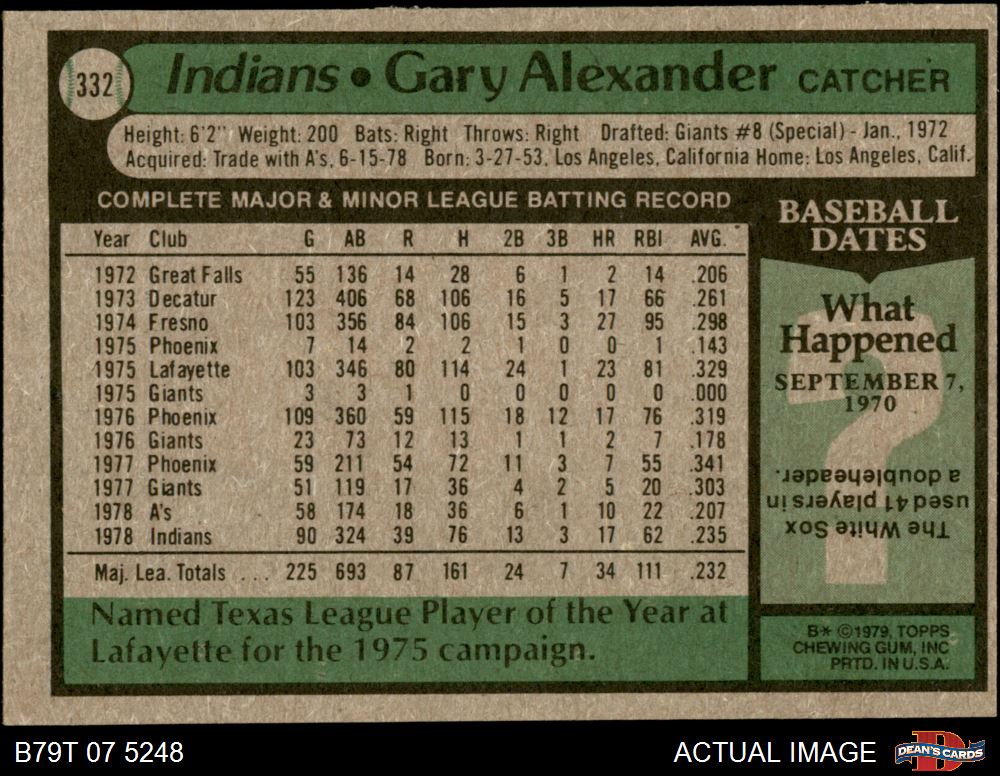 332 Indians • Gary Alexander CATCHER
Height: 6'2" Weight: 200 Bats: Right Throws: Right Drafted: Giants #8 (Special) - Jan., 1972
Acquired: Trade with A's, 6-15-78 Born: 3-27-53, Los Angeles, California Home: Los Angeles, Calif.
COMPLETE MAJOR & MINOR LEAGUE BATTING RECORD
Year Club G AB R H 2B 3B HR RBI AVG.
1972 Great Falls 55 136 14 28 6 1 2 14 .206
1973 Decatur 123 406 68 106 16 5 17 66 .261
1974 Fresno 103 356 84 106 15 3 27 95 .298
1975 Phoenix 7 14 2 2 1 0 0 1 .143
1975 Lafayette 103 346 80 114 24 1 23 81 .329
1975 Giants 3 3 1 0 0 0 0 0 .000
1976 Phoenix 109 360 59 115 18 12 17 76 .319
1976 Giants 23 73 12 13 1 1 2 7 .178
1977 Phoenix 59 211 54 72 11 3 7 55 .341
1977 Giants 51 119 17 36 4 2 5 20 .303
1978 A's 58 174 18 36 6 1 10 22 .207
1978 Indians 90 324 39 76 13 3 17 62 .235
Maj. Lea. Totals ... 225 693 87 161 24 7 34 111 .232
Named Texas League Player of the Year at
Lafayette for the 1975 campaign.
BASEBALL
DATES
What
Happened
SEPTEMBER 7,
1970
?
The White Sox
used 41 players in
a doubleheader.
B* ©1979, TOPPS
CHEWING GUM, INC
PRTD. IN U.S.A.
B79T 07 5248
ACTUAL IMAGE
D
DEAN'S CARDS